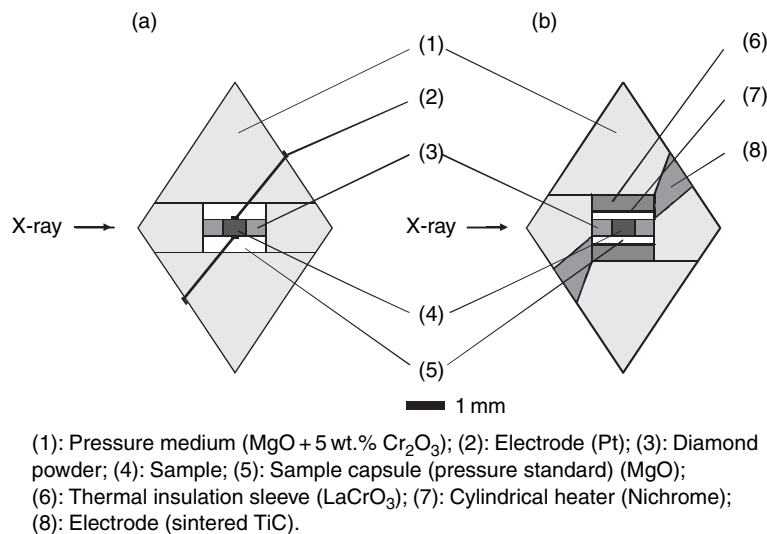 (a)
(b)
(1)
(2)
(3)
(4)
(5)
(6)
(7)
(8)
X-ray
X-ray
1 mm
(1): Pressure medium (MgO + 5 wt.% Cr₂O₃); (2): Electrode (Pt); (3): Diamond
powder; (4): Sample; (5): Sample capsule (pressure standard) (MgO);
(6): Thermal insulation sleeve (LaCrO₃); (7): Cylindrical heater (Nichrome);
(8): Electrode (sintered TiC).